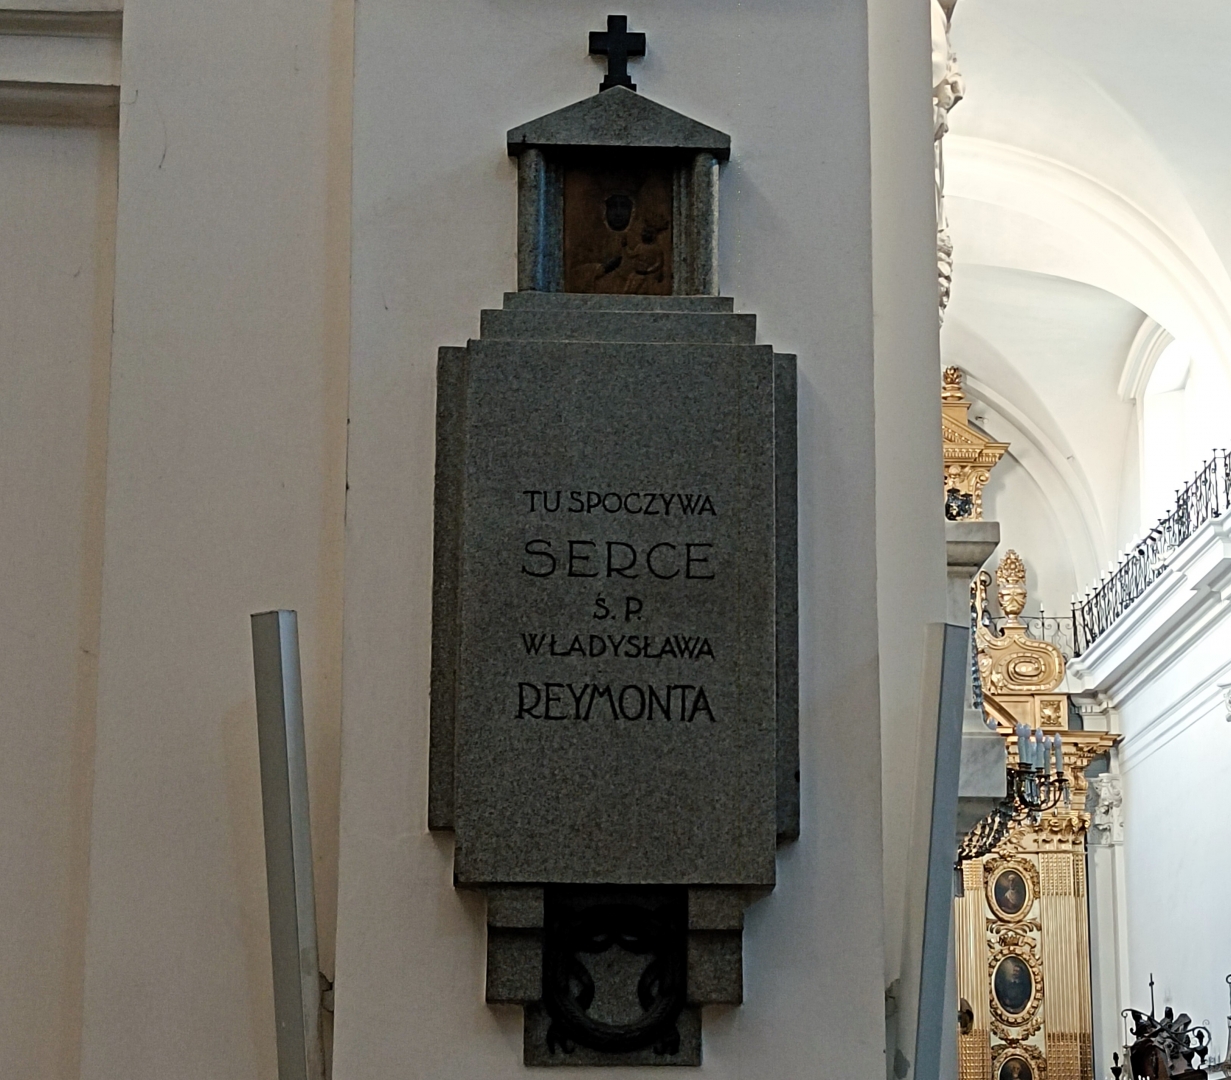 TU SPOCZYWA
SERCE
Ś. P.
WŁADYSŁAWA
REYMONTA